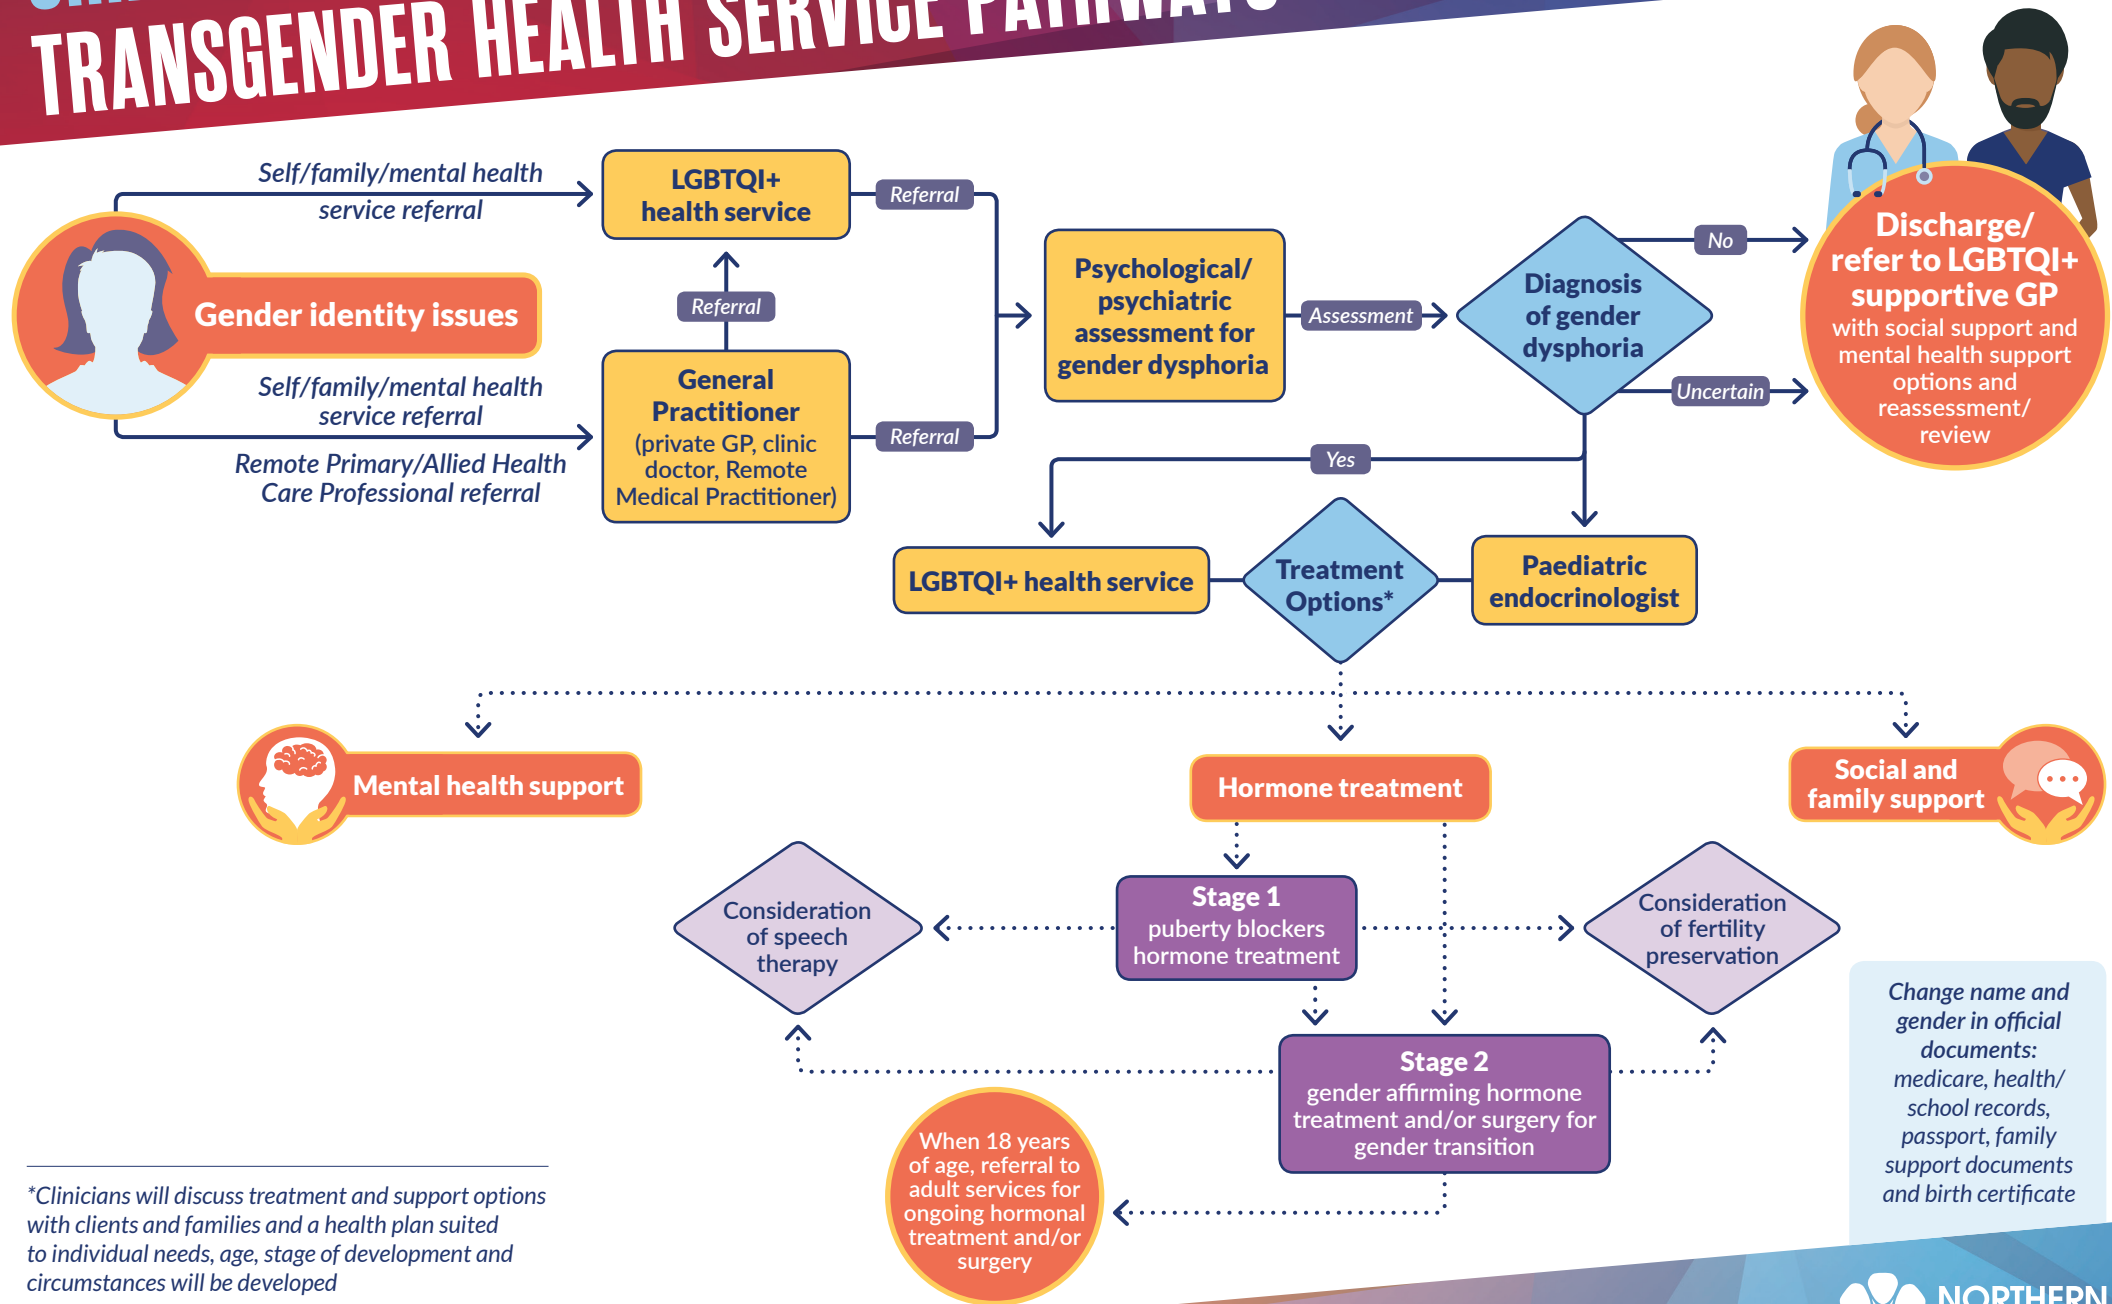 TRANSGENDER HEALTH SERVICE PATHWAYS
Self/family/mental health
service referral
LGBTQI+
health service
Referral
Gender identity issues
Referral
Self/family/mental health
service referral
Remote Primary/Allied Health
Care Professional referral
General
Practitioner
(private GP, clinic
doctor, Remote
Medical Practitioner)
Referral
Psychological/
psychiatric
assessment for
gender dysphoria
Assessment
Diagnosis
of gender
dysphoria
No
Uncertain
Discharge/
refer to LGBTQI+
supportive GP
with social support and
mental health support
options and
reassessment/
review
Yes
LGBTQI+ health service
Treatment
Options*
Paediatric
endocrinologist
Mental health support
Hormone treatment
Social and
family support
Consideration
of speech
therapy
Stage 1
puberty blockers
hormone treatment
Consideration
of fertility
preservation
Stage 2
gender affirming hormone
treatment and/or surgery for
gender transition
When 18 years
of age, referral to
adult services for
ongoing hormonal
treatment and/or
surgery
Change name and
gender in official
documents:
medicare, health/
school records,
passport, family
support documents
and birth certificate
*Clinicians will discuss treatment and support options
with clients and families and a health plan suited
to individual needs, age, stage of development and
circumstances will be developed
NORTHERN